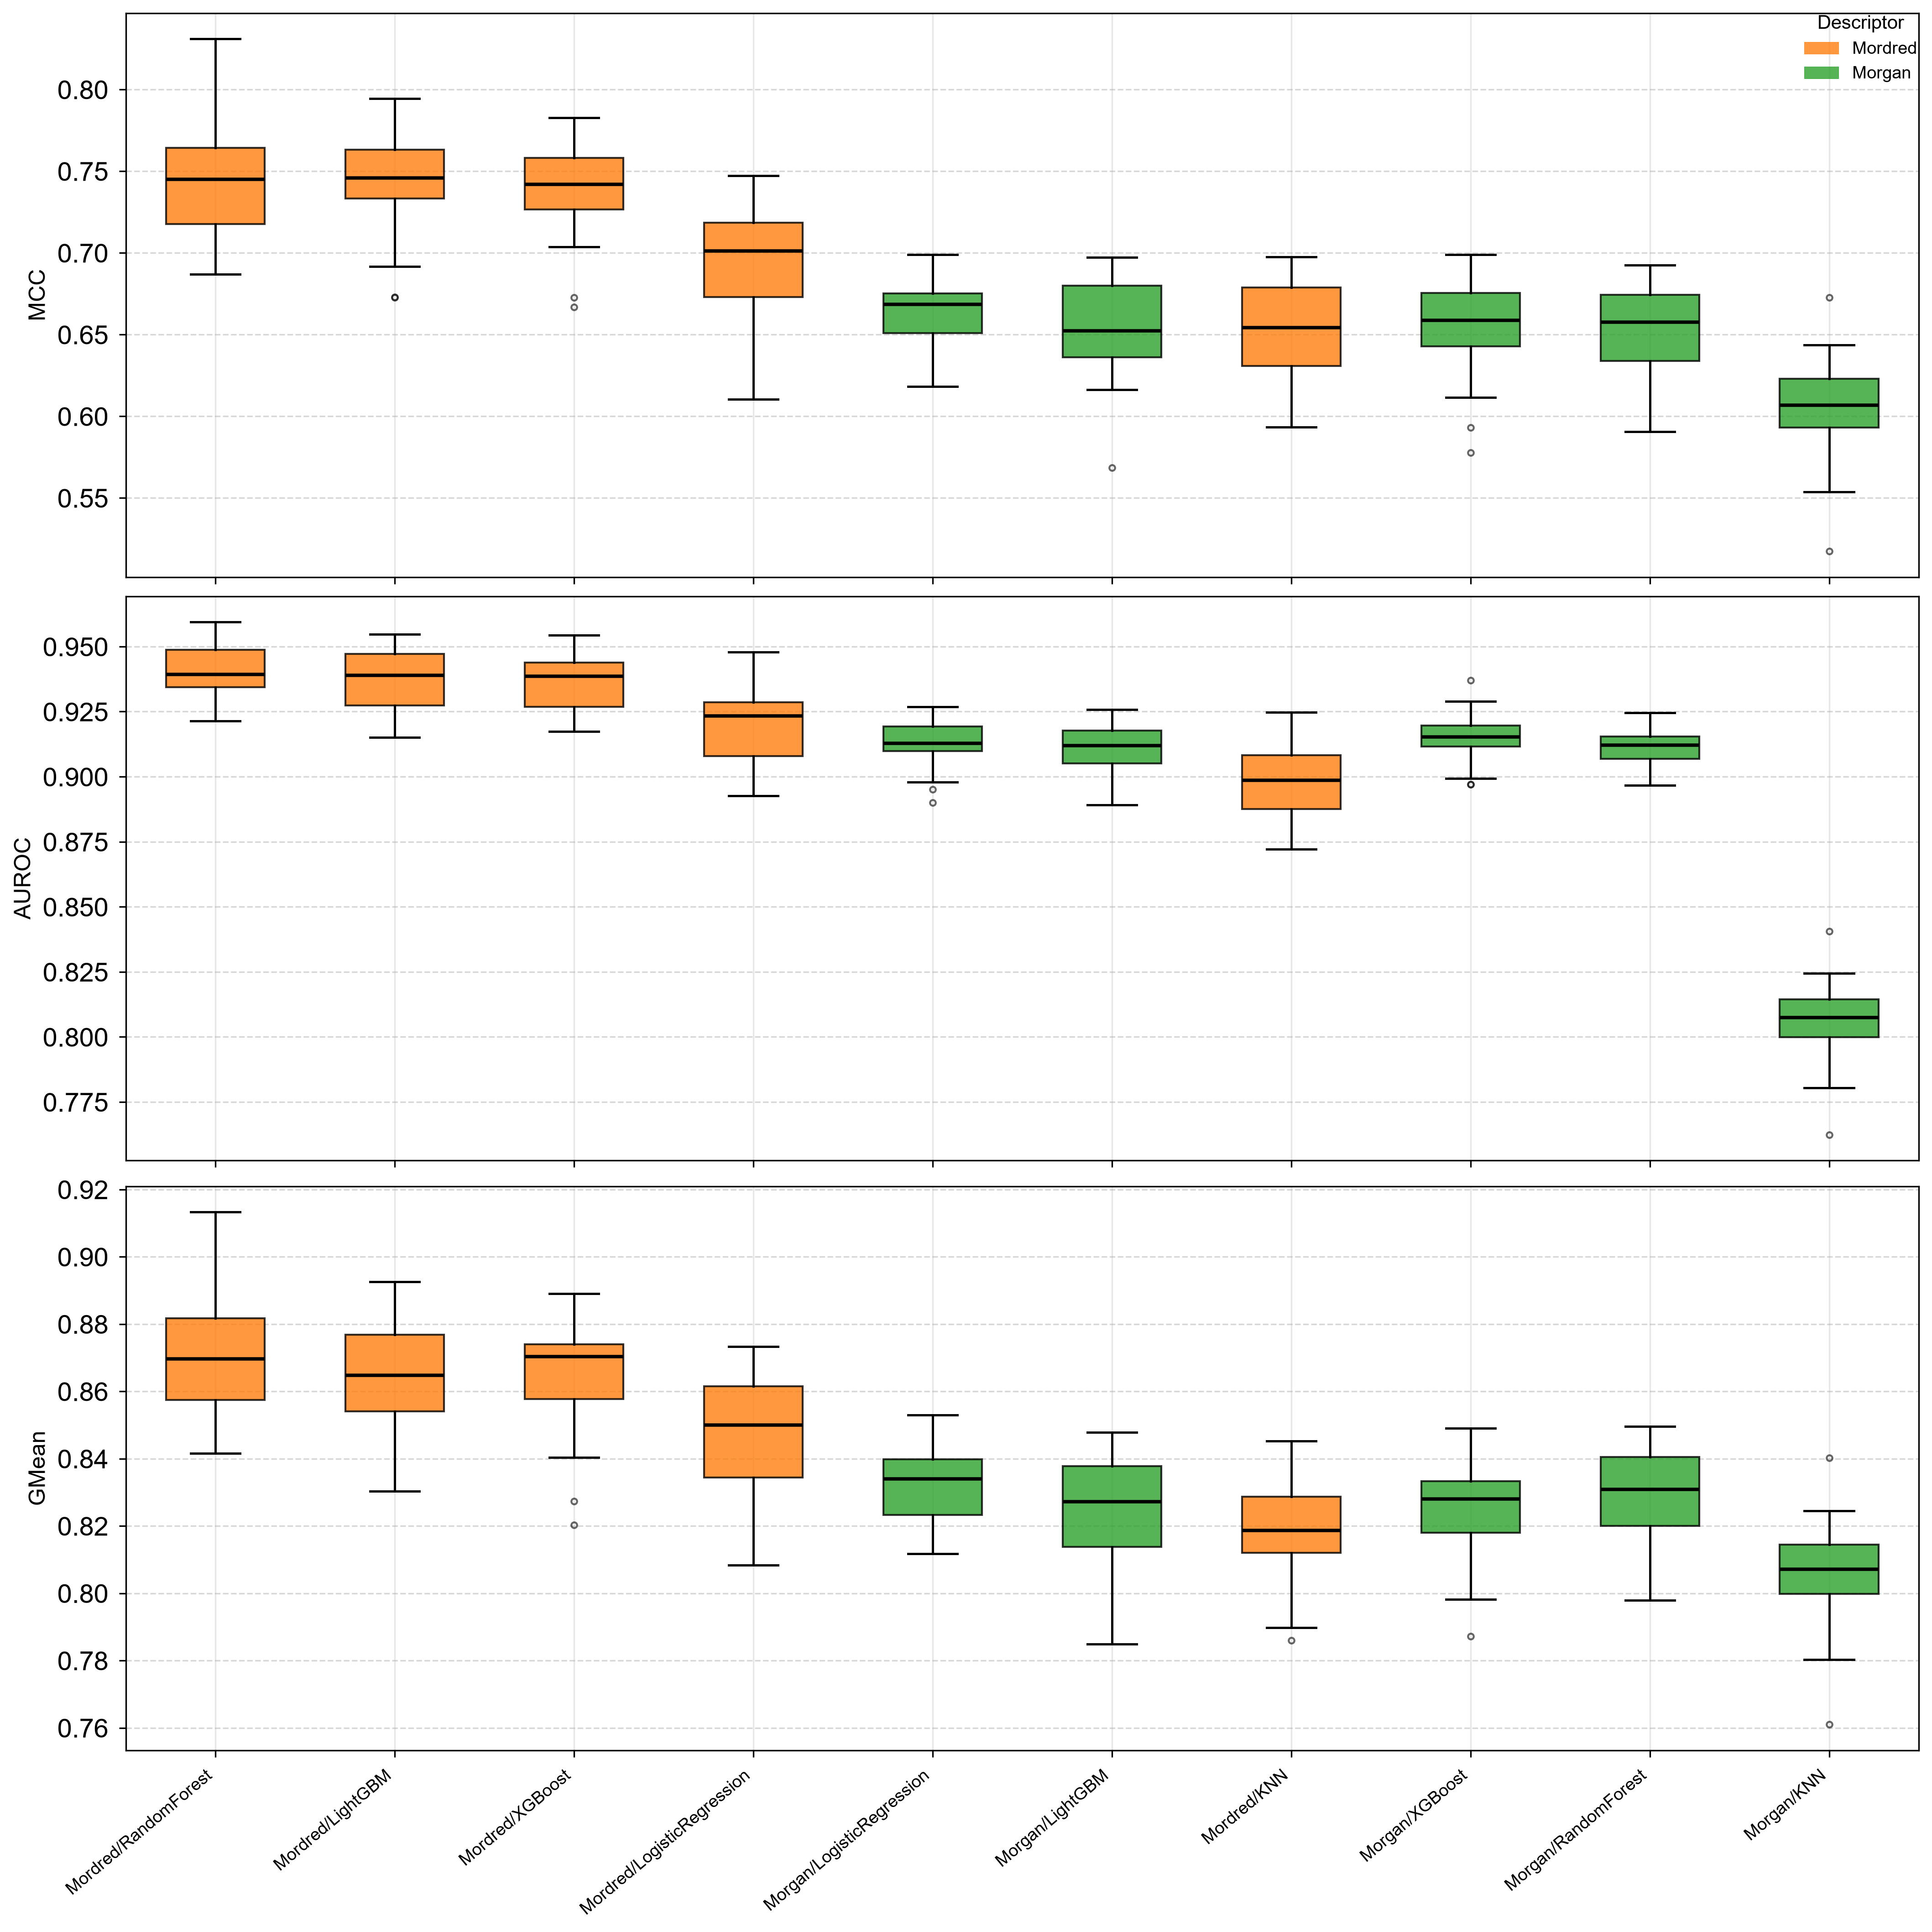 Descriptor
Mordred
Morgan
MCC
0.80
0.75
0.70
0.65
0.60
0.55
AUROC
0.950
0.925
0.900
0.875
0.850
0.825
0.800
0.775
GMean
0.92
0.90
0.88
0.86
0.84
0.82
0.80
0.78
0.76
Mordred/RandomForest
Mordred/LightGBM
Mordred/XGBoost
Mordred/LogisticRegression
Morgan/LogisticRegression
Morgan/LightGBM
Mordred/KNN
Morgan/XGBoost
Morgan/RandomForest
Morgan/KNN